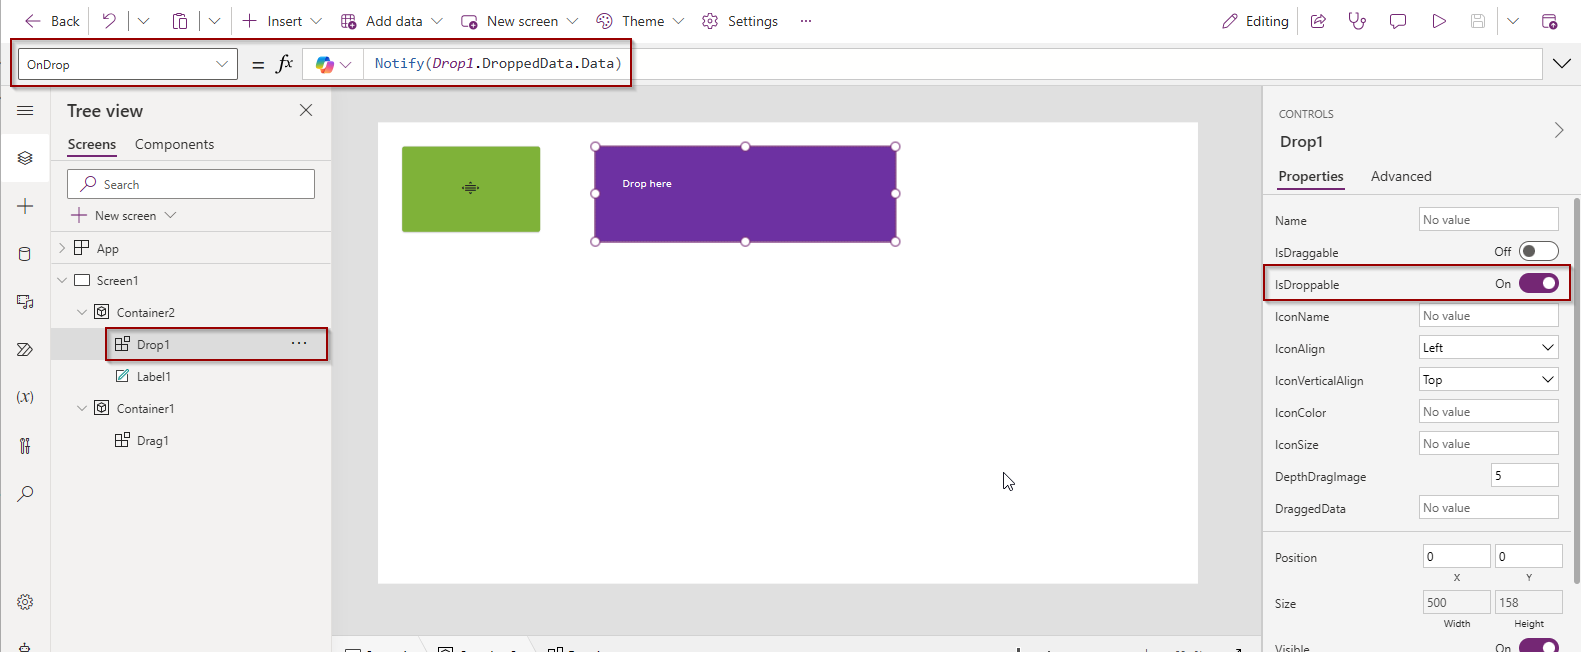 Back Insert Add data New screen Theme Settings ... Editing
OnDrop = fx Notify(Drop1.DroppedData.Data)
Tree view
Screens Components
Search
New screen
App
Screen1
Container2
Drop1 ...
Label1
Container1
Drag1
(x)
Drop here
CONTROLS
Drop1
Properties Advanced
Name No value
IsDraggable Off
IsDroppable On
IconName No value
IconAlign Left
IconVerticalAlign Top
IconColor No value
IconSize No value
DepthDragImage 5
DraggedData No value
Position 0 0
X Y
Size 500 158
Width Height
Visible On